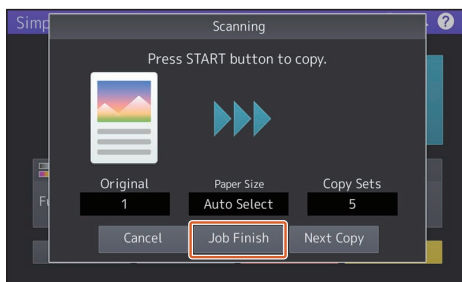 Simp
Scanning
?
Press START button to copy.
Original
Paper Size
Copy Sets
1
Auto Select
5
Cancel
Job Finish
Next Copy